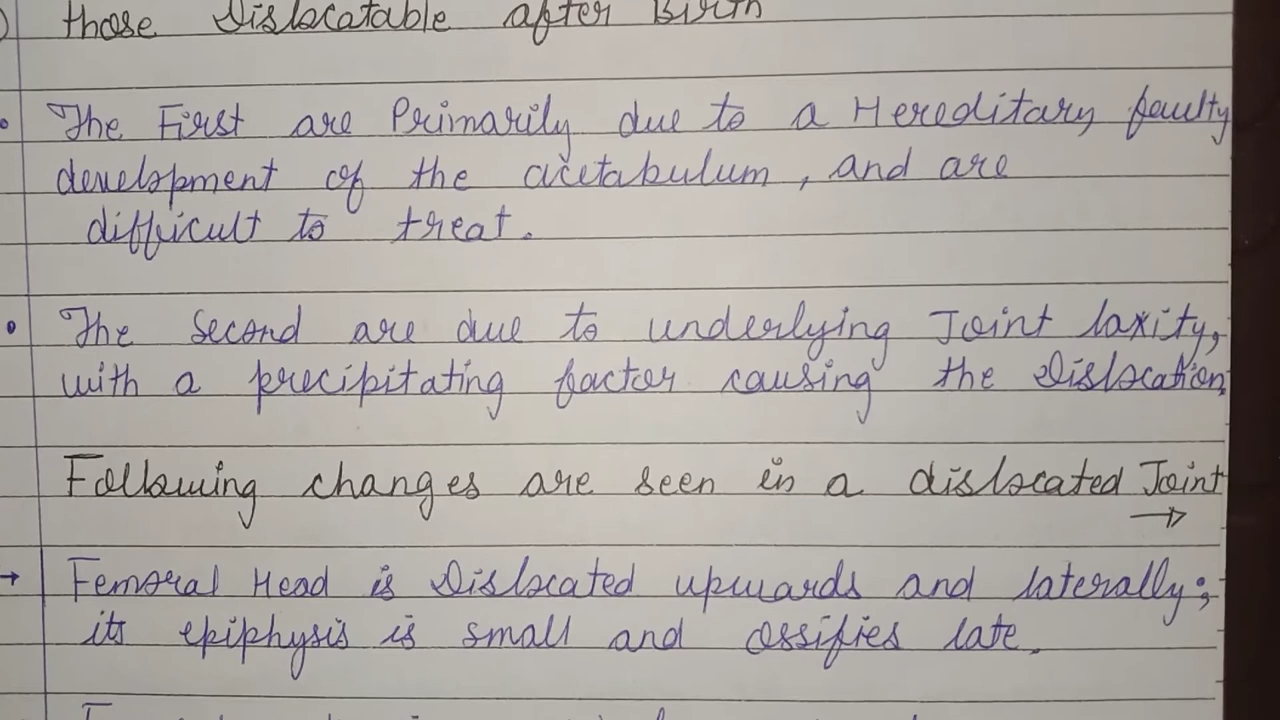 those Dislocatable after Birth
The First are Primarily due to a Hereditary faulty
development of the acetabulum, and are
difficult to treat.
The Second are due to underlying Joint laxity,
with a precipitating factor causing the Dislocation,
Following changes are seen in a dislocated Joint
→
→ Femoral Head is Dislocated upwards and laterally;
its epiphysis is small and ossifies late.